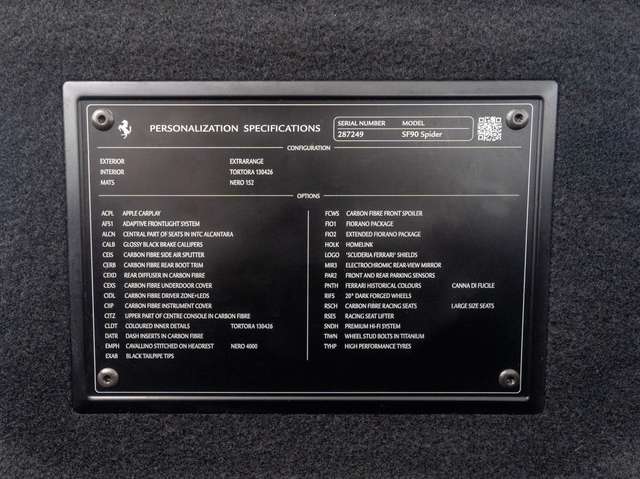 PERSONALIZATION SPECIFICATIONS
SERIAL NUMBER MODEL
287249 SF90 Spider
CONFIGURATION
EXTERIOR EXTRARANGE
INTERIOR TORTORA 130426
MATS NERO 152
OPTIONS
ACPL APPLE CARPLAY
AFS1 ADAPTIVE FRONTLIGHT SYSTEM
ALCN CENTRAL PART OF SEATS IN INTC ALCANTARA
CALB GLOSSY BLACK BRAKE CALLIPERS
CEIS CARBON FIBRE SIDE AIR SPLITTER
CERB CARBON FIBRE REAR BOOT TRIM
CEXD REAR DIFFUSER IN CARBON FIBRE
CEXS CARBON FIBRE UNDERDOOR COVER
CIDL CARBON FIBRE DRIVER ZONE+LEDS
CIIP CARBON FIBRE INSTRUMENT COVER
CITZ UPPER PART OF CENTRE CONSOLE IN CARBON FIBRE
CLDT COLOURED INNER DETAILS TORTORA 130426
DATR DASH INSERTS IN CARBON FIBRE
EMPH CAVALLINO STITCHED ON HEADREST NERO 4000
EXAB BLACK TAILPIPE TIPS
FCWS CARBON FIBRE FRONT SPOILER
FIO1 FIORANO PACKAGE
FIO2 EXTENDED FIORANO PACKAGE
HOLK HOMELINK
LOGO "SCUDERIA FERRARI" SHIELDS
MIR3 ELECTROCHROMIC REAR-VIEW MIRROR
PAR2 FRONT AND REAR PARKING SENSORS
PNTH FERRARI HISTORICAL COLOURS CANNA DI FUCILE
RIF5 20" DARK FORGED WHEELS
RSCH CARBON FIBRE RACING SEATS LARGE SIZE SEATS
RSES RACING SEAT LIFTER
SNDH PREMIUM HI-FI SYSTEM
TIWN WHEEL STUD BOLTS IN TITANIUM
TYHP HIGH PERFORMANCE TYRES